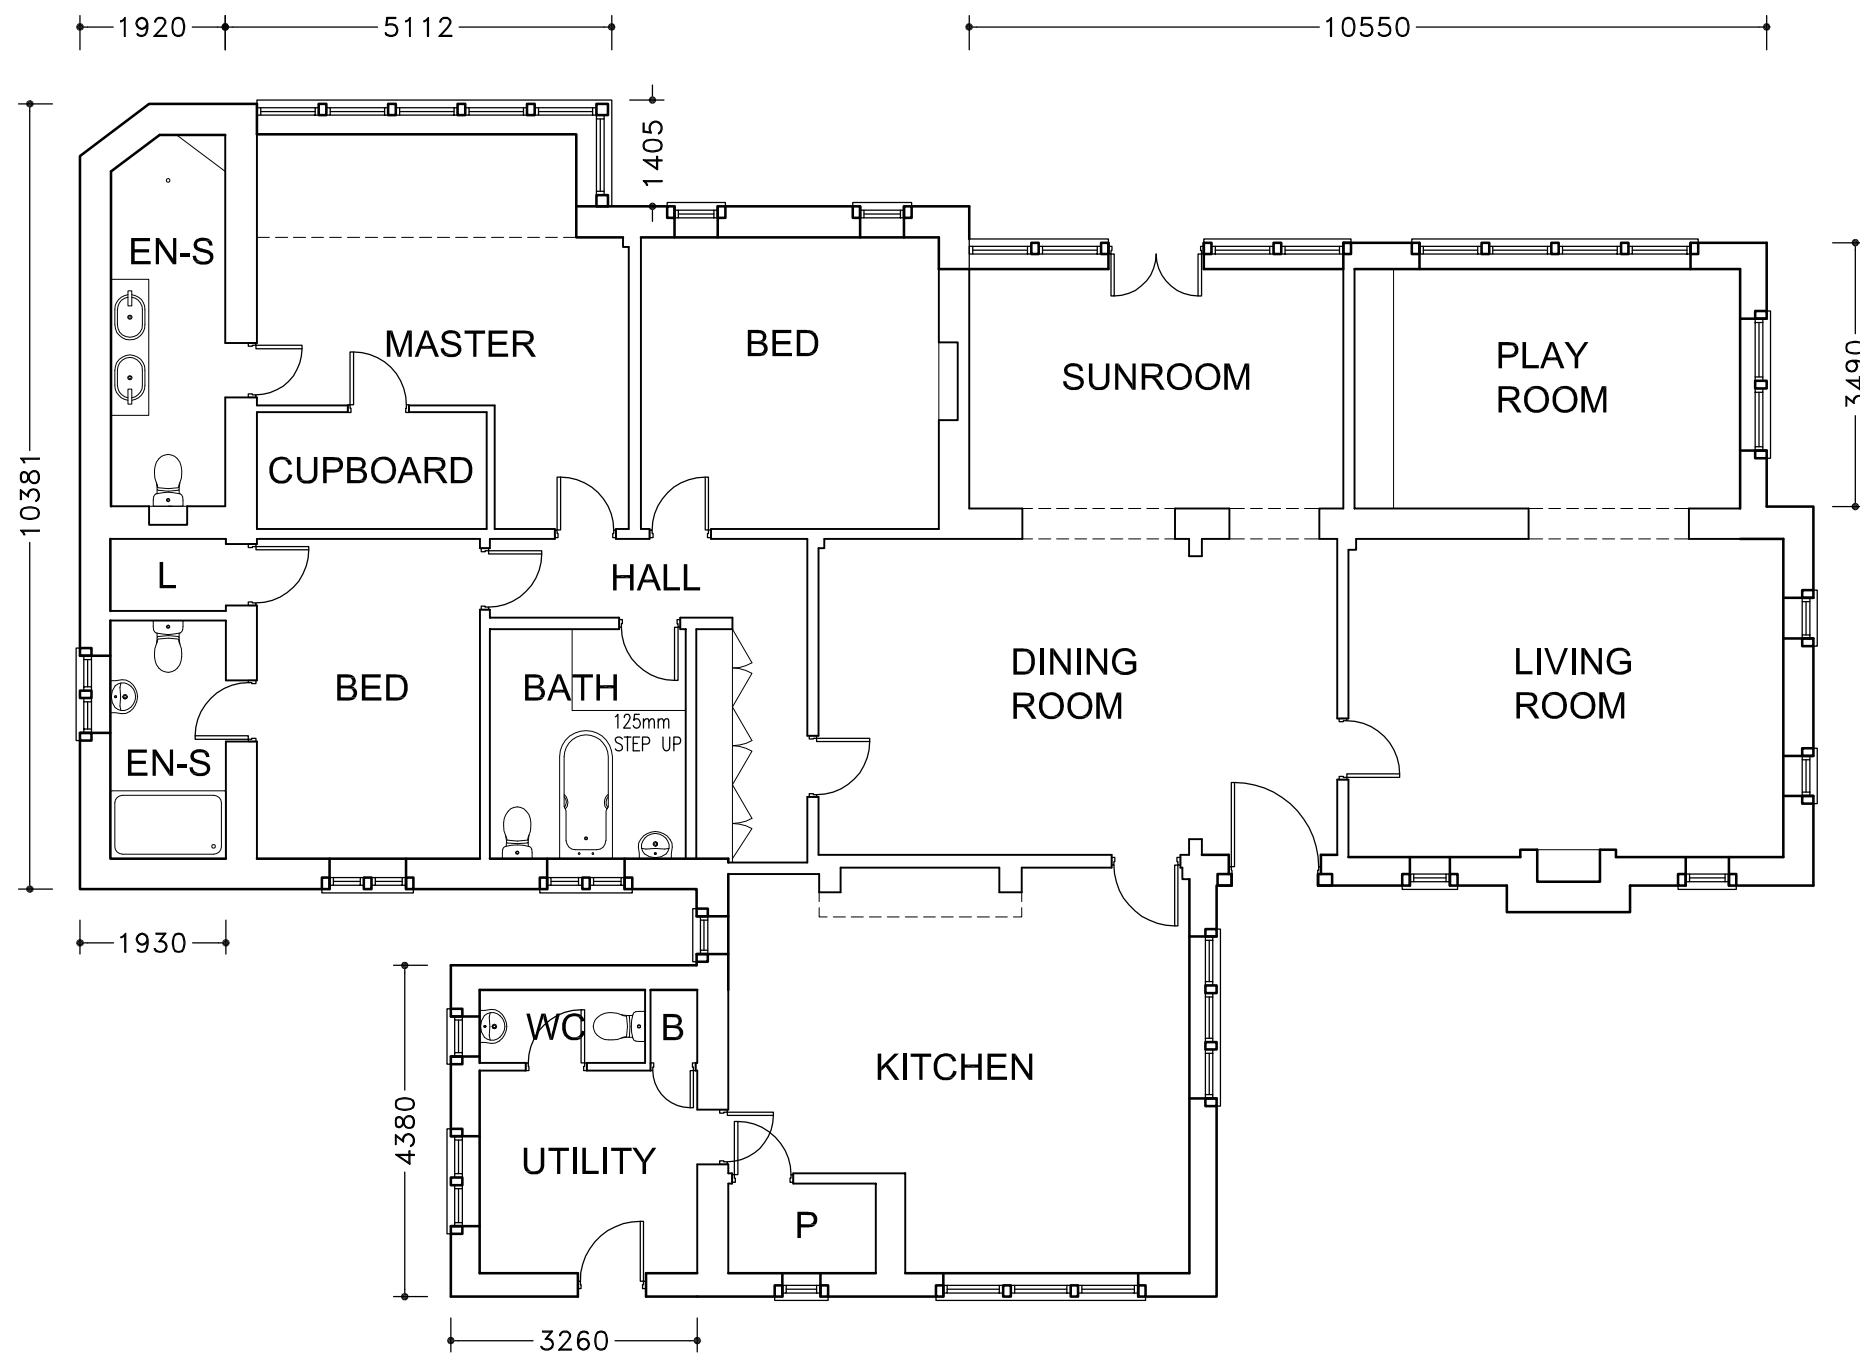 1920
5112
10550
1405
EN-S
MASTER
BED
SUNROOM
PLAY
ROOM
3490
10381
CUPBOARD
L
HALL
BED
BATH
125mm
STEP UP
EN-S
DINING
ROOM
LIVING
ROOM
1930
4380
WC
B
KITCHEN
UTILITY
P
3260